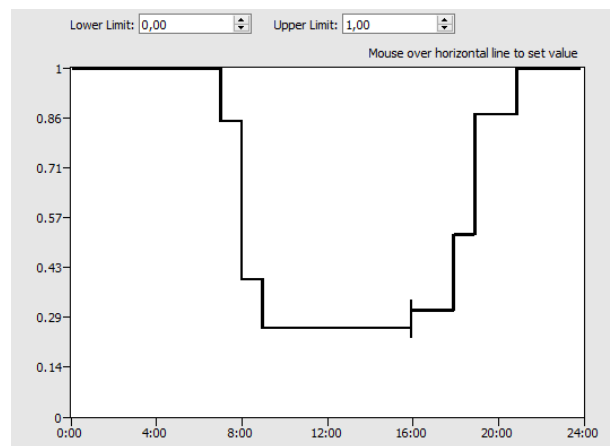 Lower Limit: 0,00 Upper Limit: 1,00
Mouse over horizontal line to set value
1
0.86
0.71
0.57
0.43
0.29
0.14
0
0:00 4:00 8:00 12:00 16:00 20:00 24:00